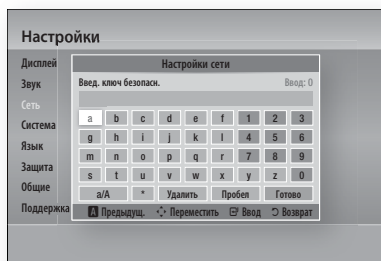 Настройки
Дисплей
Звук
Сеть
Система
Язык
Защита
Общие
Поддержка
Настройки сети
Введ. ключ безопасн. Ввод: 0
a b c d e f 1 2 3
g h i j k l 4 5 6
m n o p q r 7 8 9
s t u v w x y z 0
a/A * Удалить Пробел Готово
A Предыдущ. Переместить Ввод Возврат